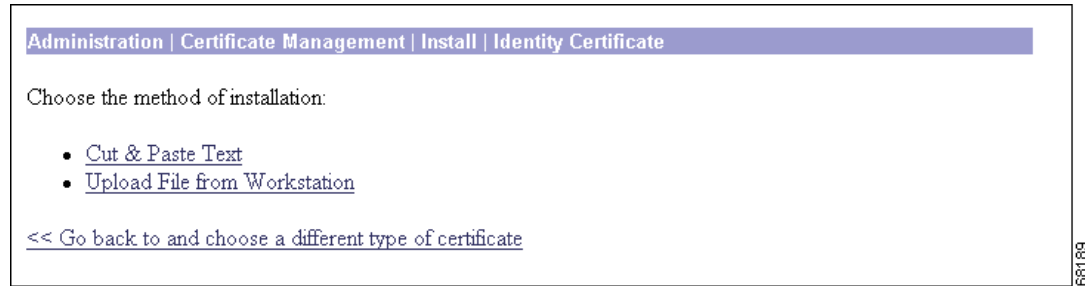 Administration | Certificate Management | Install | Identity Certificate
Choose the method of installation:
• Cut & Paste Text
• Upload File from Workstation
<< Go back to and choose a different type of certificate
68189